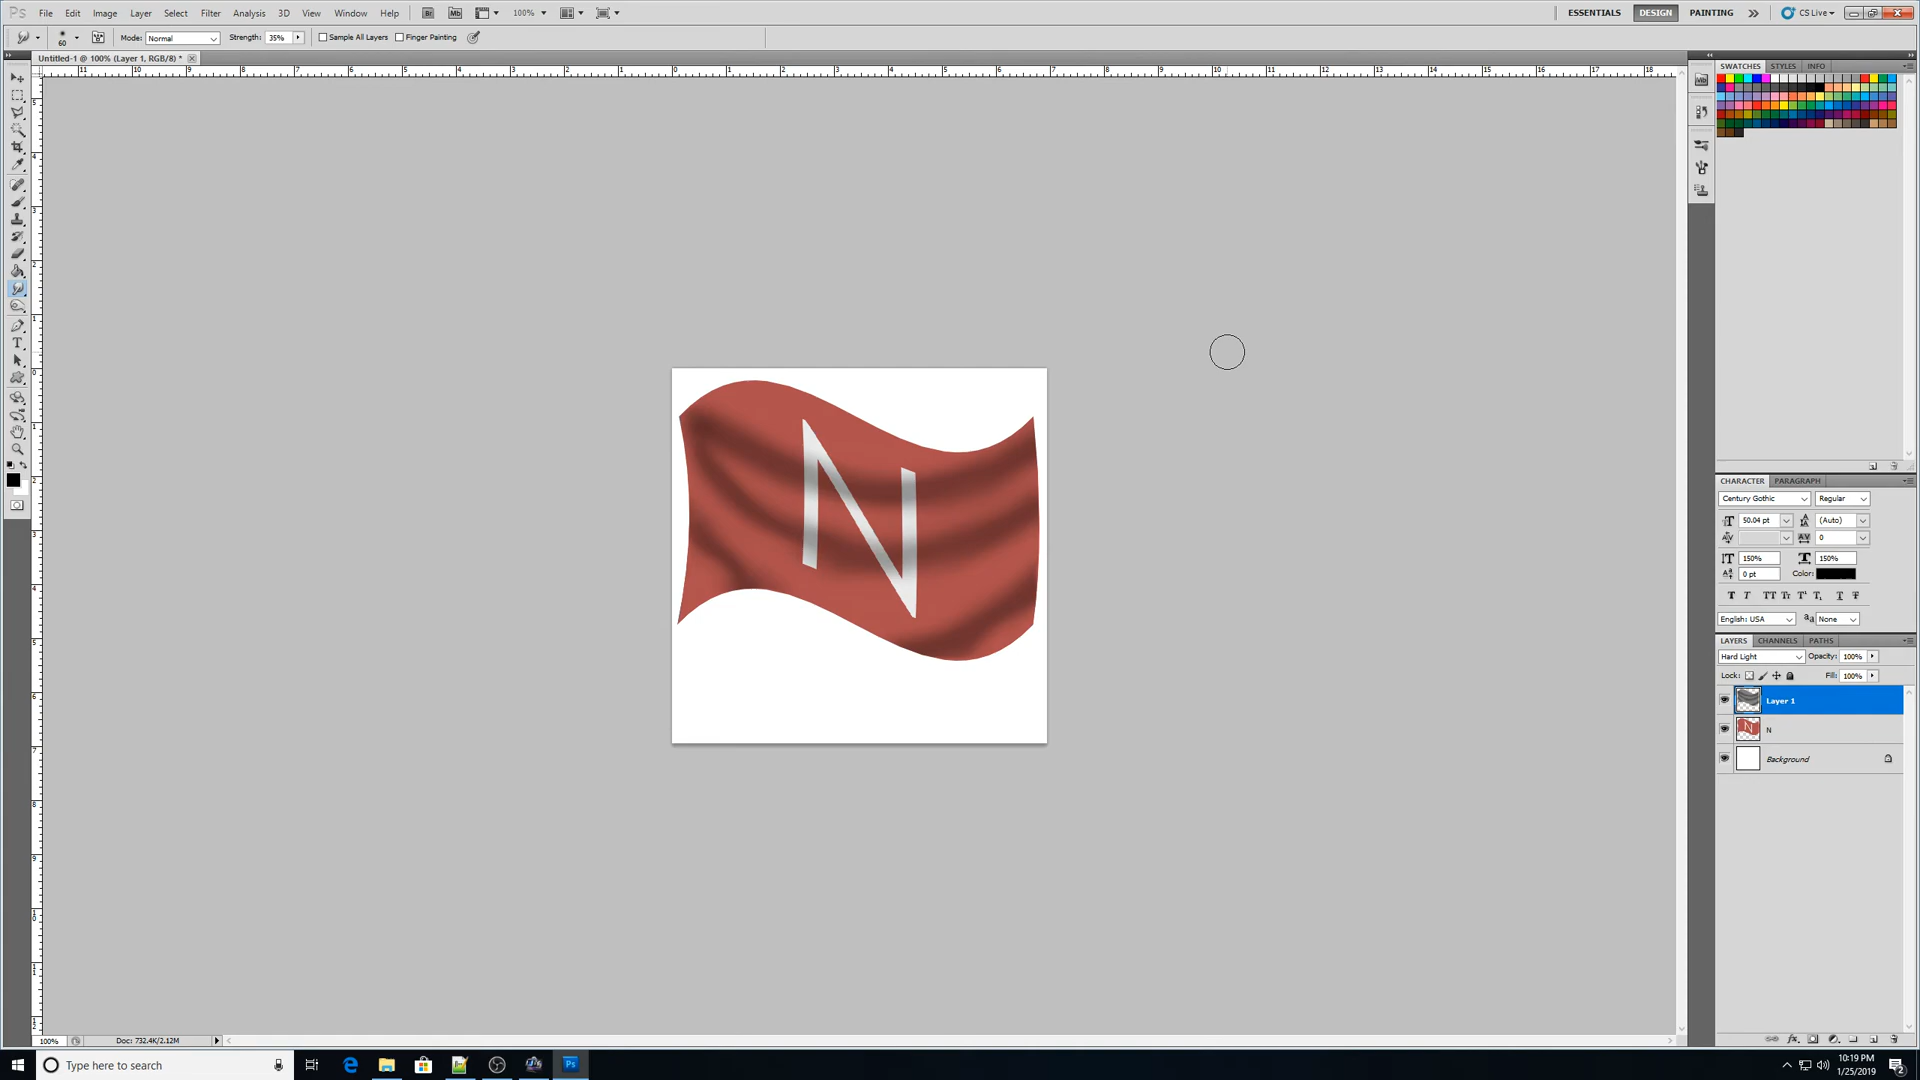 Ps File Edit Image Layer Select Filter Analysis 3D View Window Help Br Mb 100% ESSENTIALS DESIGN PAINTING CS Live
60 Mode: Normal Strength: 35% Sample All Layers Finger Painting
Untitled-1 @ 100% (Layer 1, RGB/8) *
SWATCHES STYLES INFO
N
CHARACTER PARAGRAPH
Century Gothic Regular
50.04 pt (Auto)
0
150% 150%
0 pt Color:
English: USA None
LAYERS CHANNELS PATHS
Hard Light Opacity: 100%
Lock: Fill: 100%
Layer 1
N
Background
100% Doc: 732.4K/2.12M
Type here to search
10:19 PM
1/25/2019